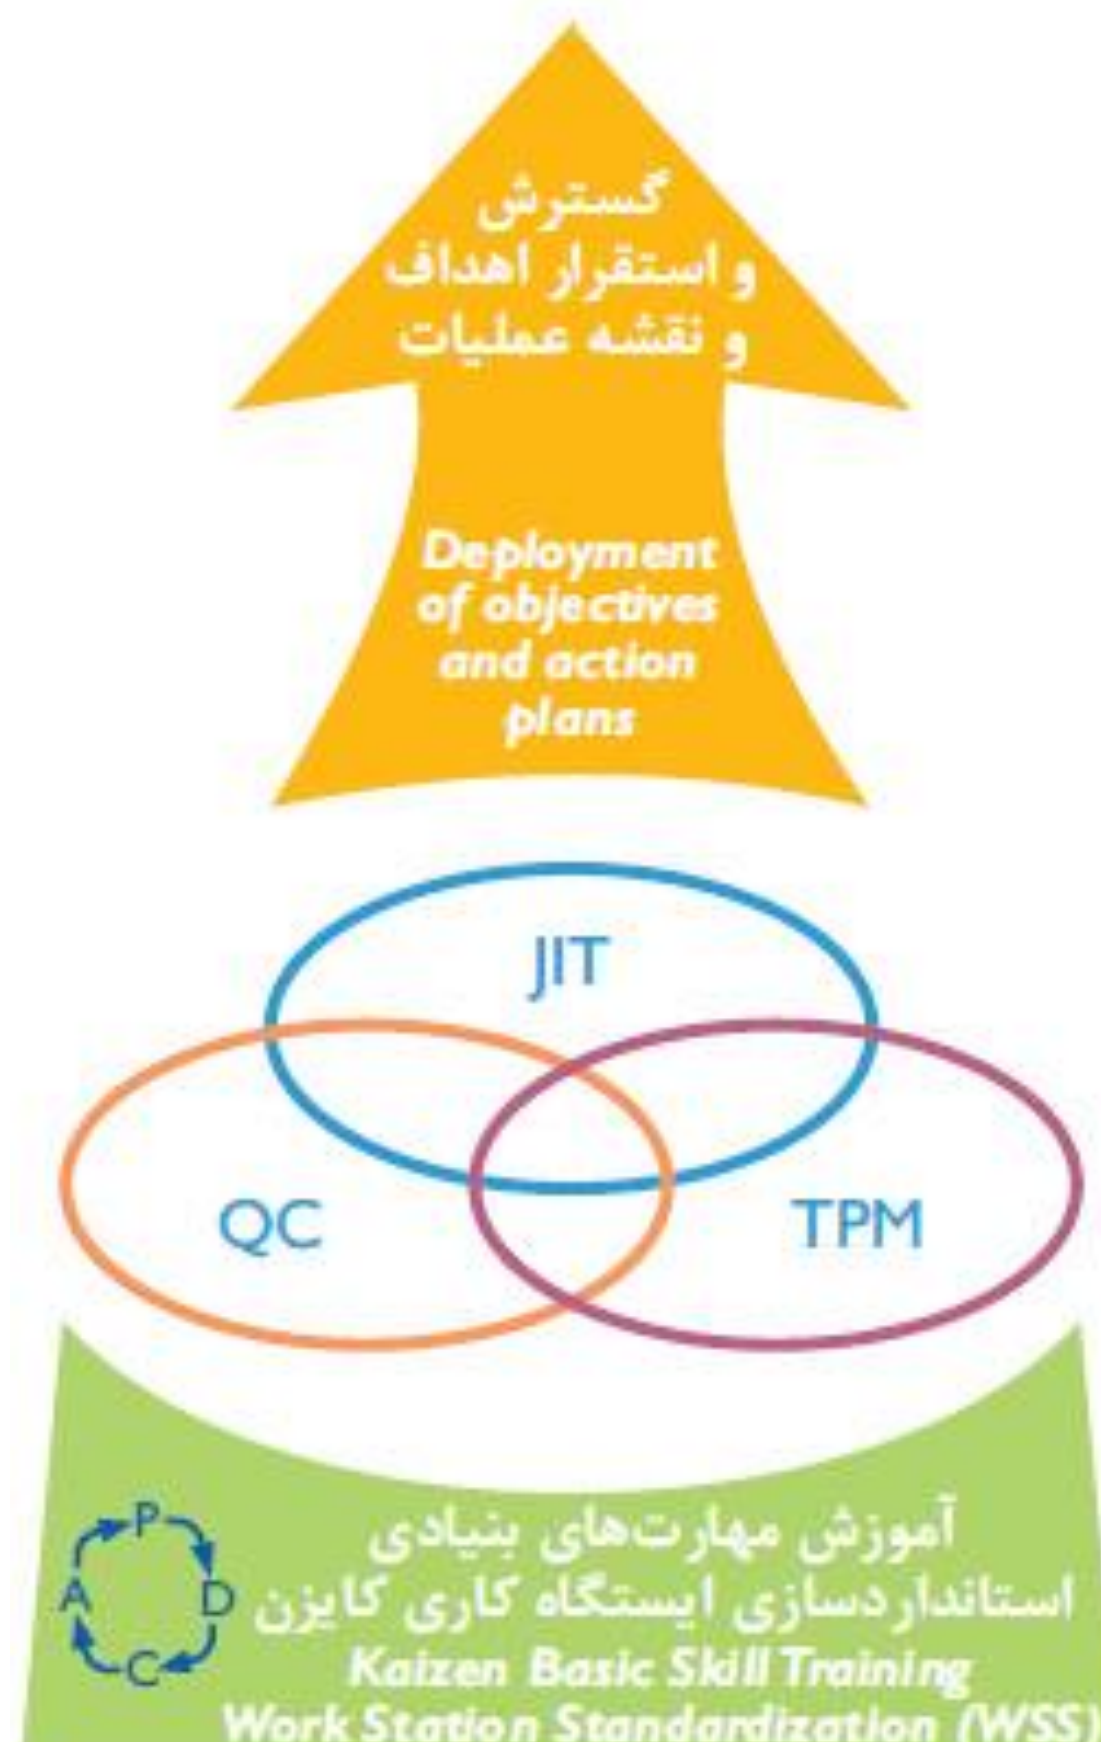 گسترش
و استقرار اهداف
و نقشه عملیات
Deployment
of objectives
and action
plans
JIT
QC
TPM
P
A
D
C
آموزش مهارت‌های بنیادی
استانداردسازی ایستگاه کاری کایزن
Kaizen Basic Skill Training
Work Station Standardization (WSS)